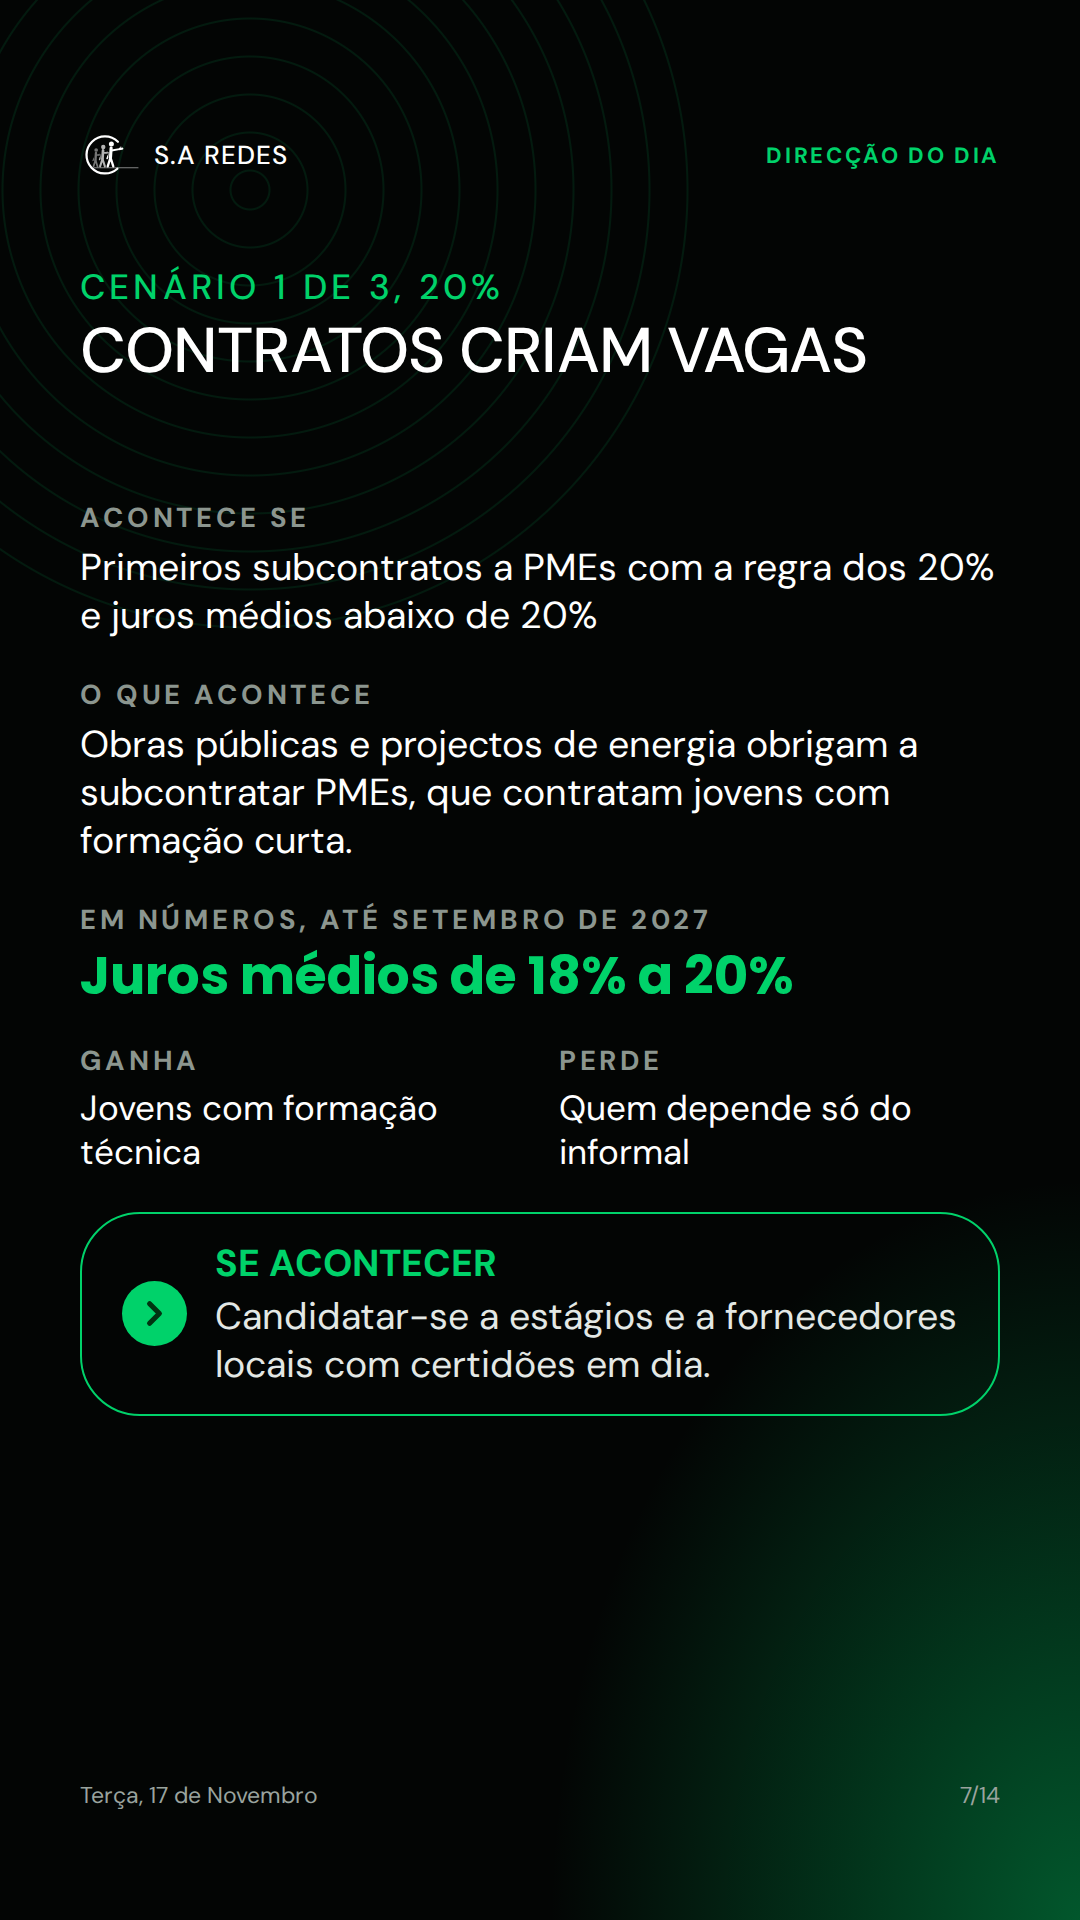 S.A REDES
DIRECÇÃO DO DIA
CENÁRIO 1 DE 3, 20%
CONTRATOS CRIAM VAGAS
ACONTECE SE
Primeiros subcontratos a PMEs com a regra dos 20%
e juros médios abaixo de 20%
O QUE ACONTECE
Obras públicas e projectos de energia obrigam a
subcontratar PMEs, que contratam jovens com
formação curta.
EM NÚMEROS, ATÉ SETEMBRO DE 2027
Juros médios de 18% a 20%
GANHA
Jovens com formação
técnica
PERDE
Quem depende só do
informal
SE ACONTECER
Candidatar-se a estágios e a fornecedores
locais com certidões em dia.
Terça, 17 de Novembro
7/14